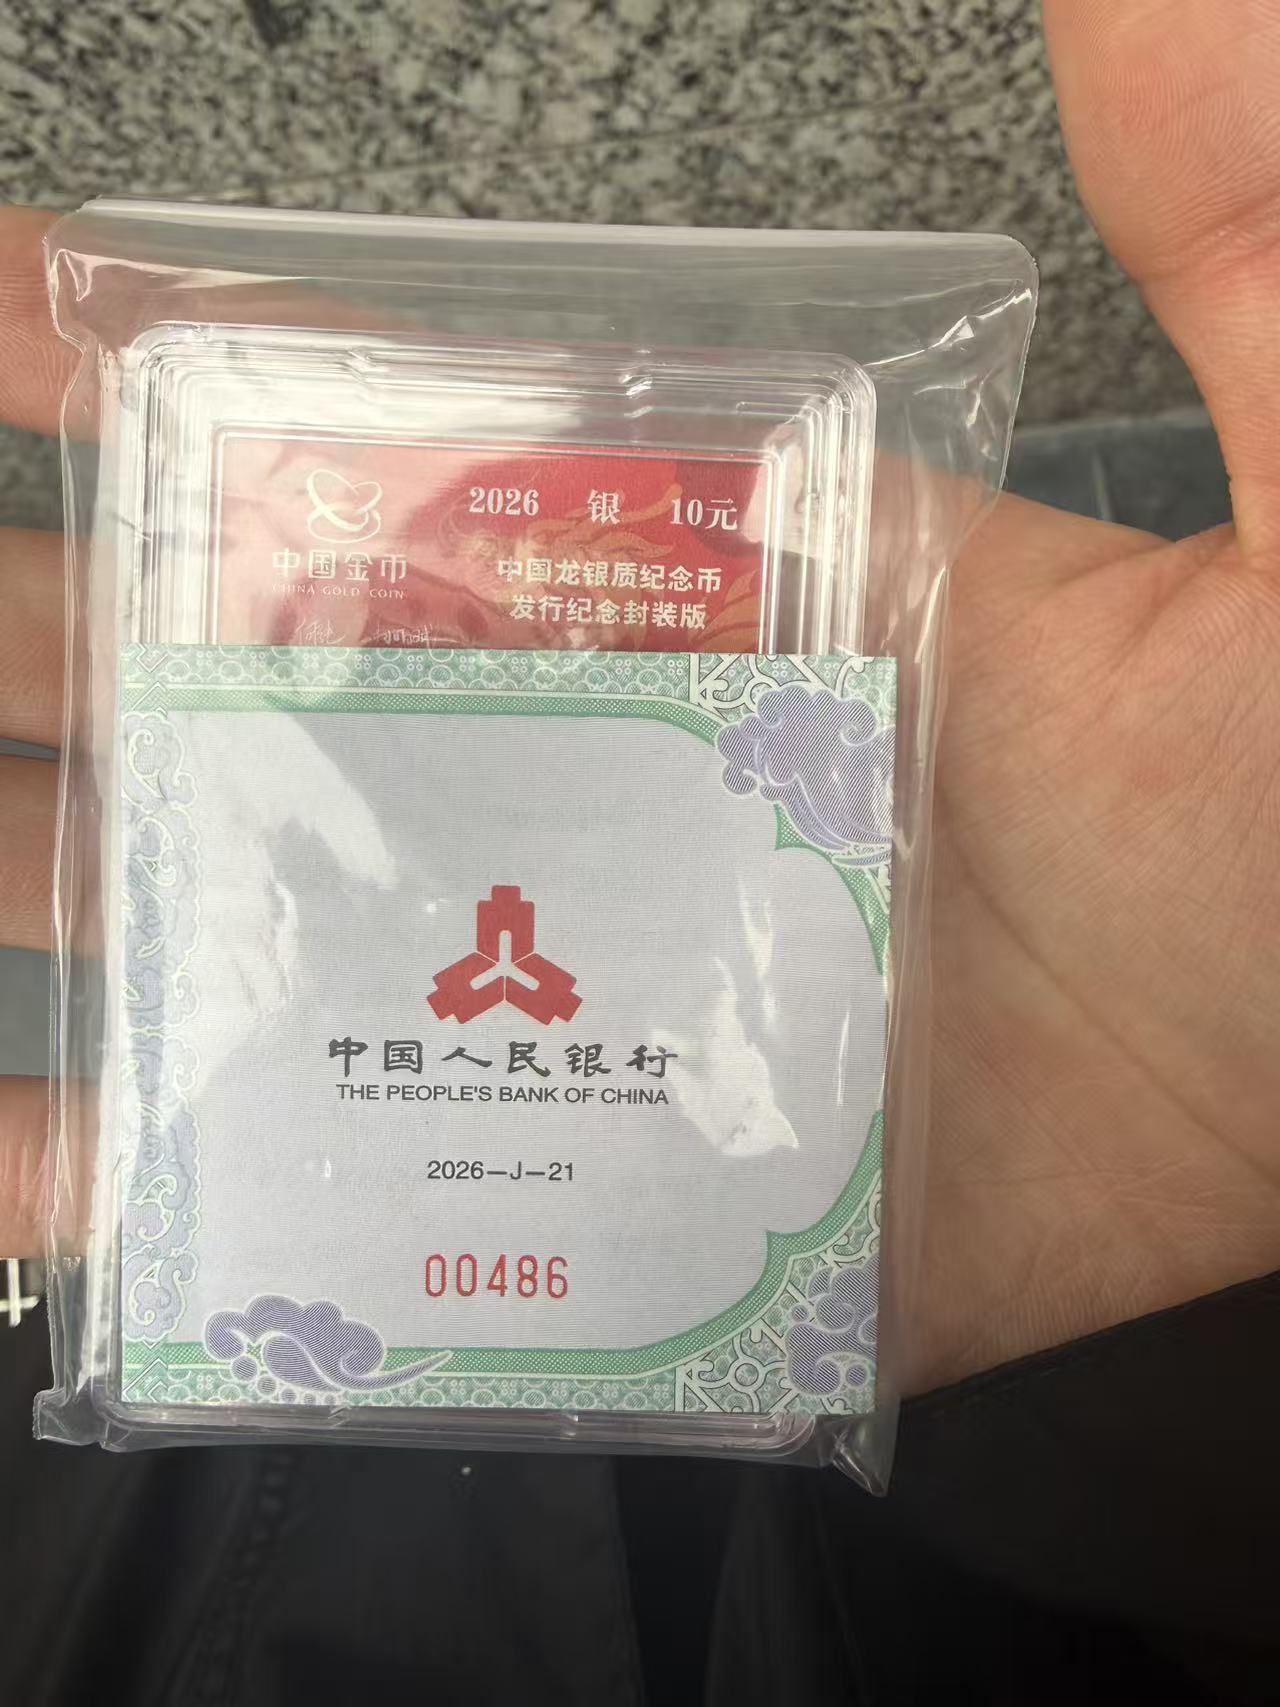 2026 银 10元
中国金币
CHINA GOLD COIN
中国龙银质纪念币
发行纪念封装版
中国人民银行
THE PEOPLE'S BANK OF CHINA
2026—J—21
00486